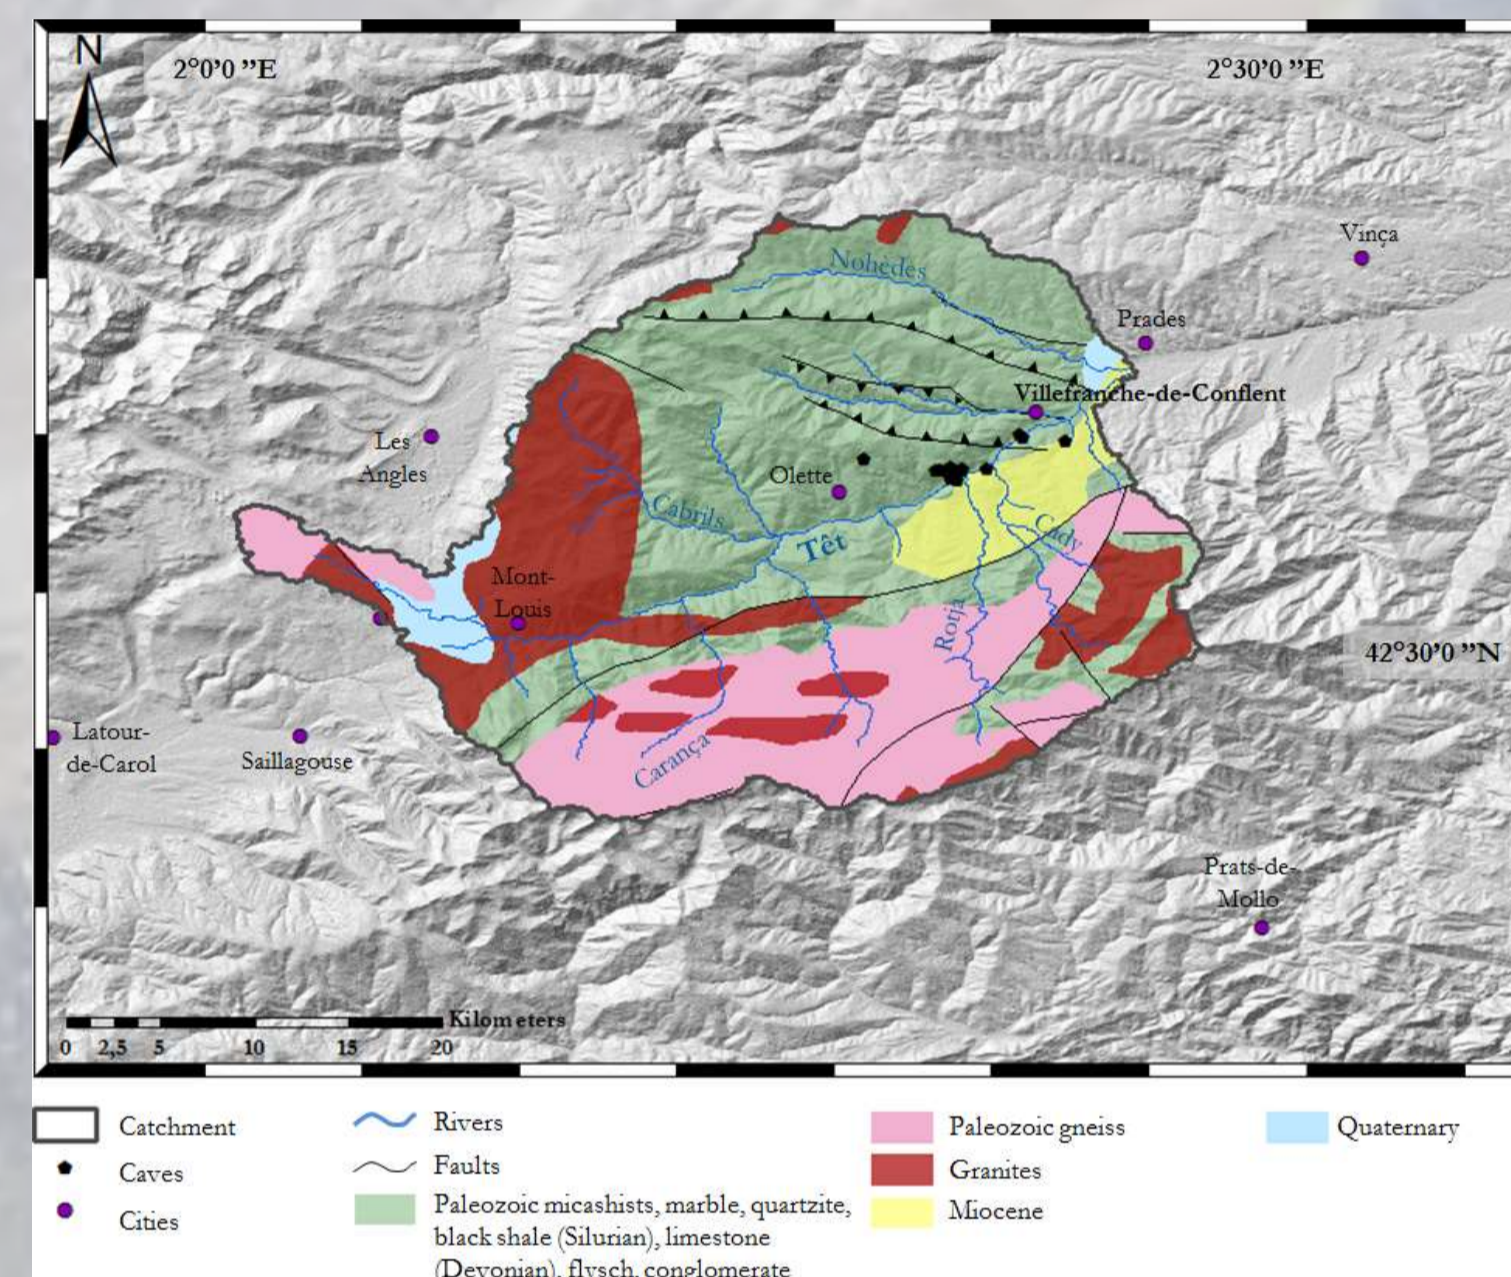 N
2°0'0 ”E
2°30'0 ”E
Vinça
Nohèdes
Prades
Villefranche-de-Conflent
Les
Angles
Olette
Cabrils
Têt
Cady
Mont-
Louis
Rotja
42°30'0 ”N
Latour-
de-Carol
Saillagouse
Carança
Prats-de-
Mollo
Kilometers
0 2,5 5 10 15 20
Catchment
Caves
Cities
Rivers
Faults
Paleozoic micashists, marble, quartzite,
black shale (Silurian), limestone
(Devonian), flysch, conglomerate
Paleozoic gneiss
Granites
Miocene
Quaternary